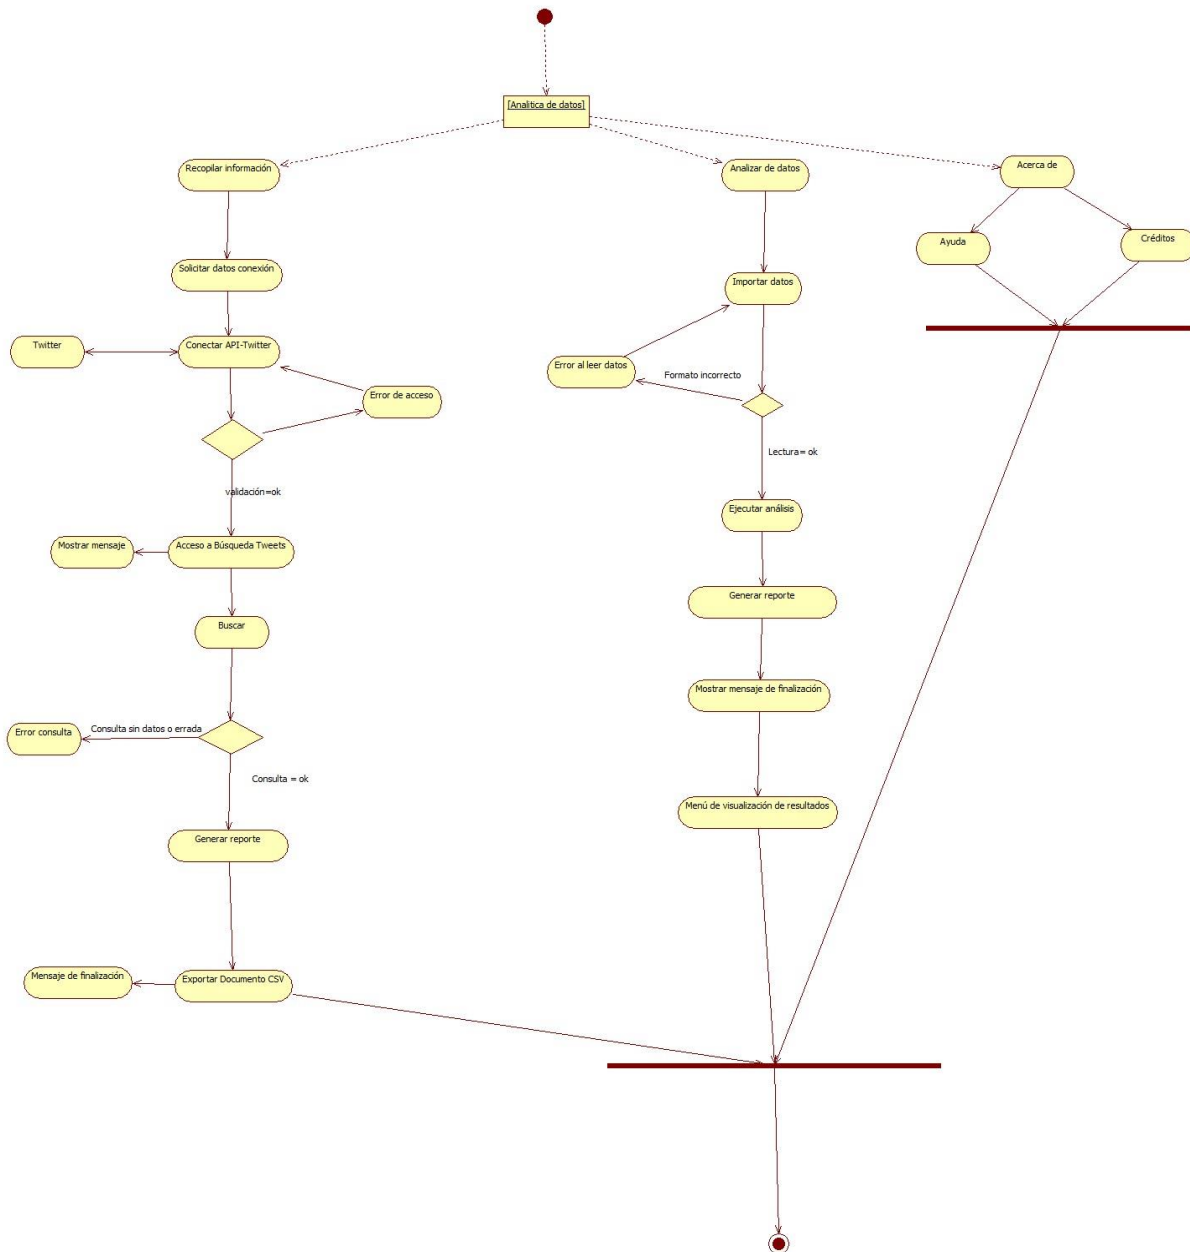 [Analitica de datos]
Recopilar información
Analizar de datos
Acerca de
Ayuda
Créditos
Solicitar datos conexión
Importar datos
Twitter
Conectar API-Twitter
Error al leer datos
Formato incorrecto
Error de acceso
Lectura= ok
validación=ok
Ejecutar análisis
Mostrar mensaje
Acceso a Búsqueda Tweets
Generar reporte
Buscar
Mostrar mensaje de finalización
Error consulta
Consulta sin datos o errada
Consulta = ok
Menú de visualización de resultados
Generar reporte
Mensaje de finalización
Exportar Documento CSV